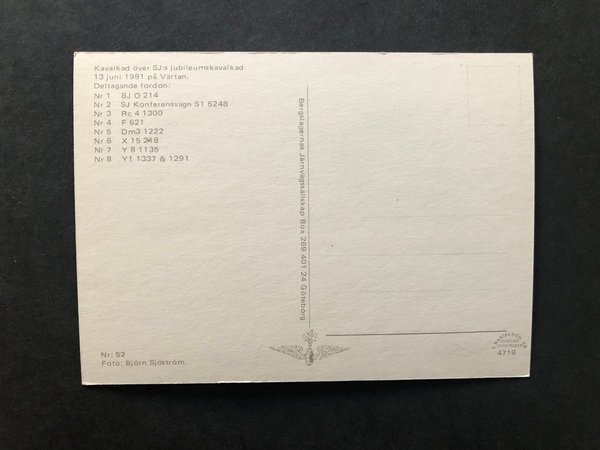 Kavalkad över SJ:s jubileumskavalkad
13 juni 1981 på Värtan.
Deltagande fordon:
Nr 1 BJ O 214
Nr 2 SJ Konferensvagn S1 5248
Nr 3 Rc 4 1300
Nr 4 F 621
Nr 5 Dm3 1222
Nr 6 X 15 248
Nr 7 Y 8 1135
Nr 8 Y1 1337 & 1291
Bergslagernas Järnvägssällskap Box 269 401 24 Göteborg
Nr: 52
Foto: Björn Sjöström
4719